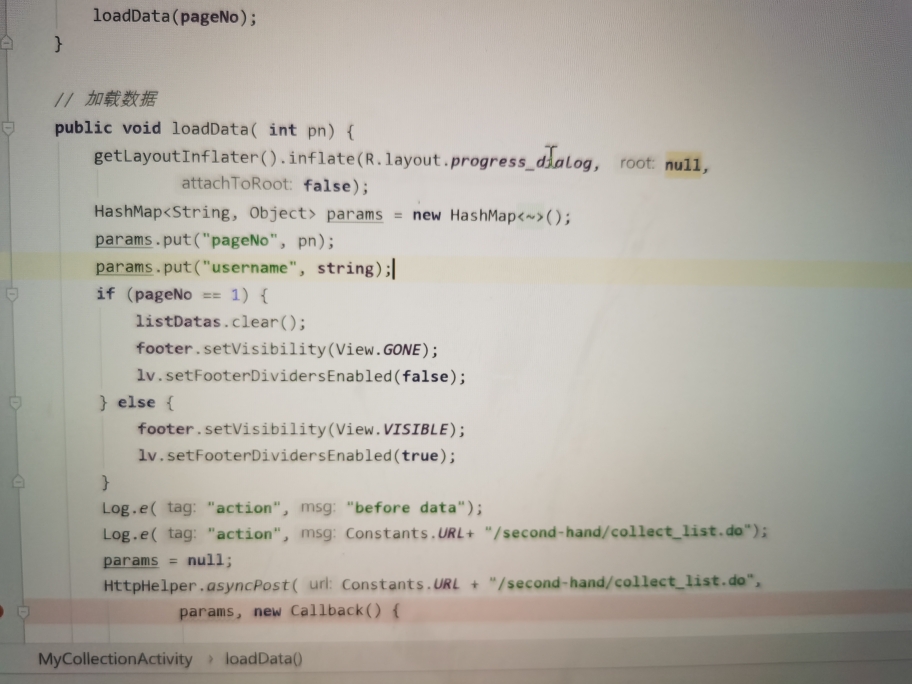 loadData(pageNo);
}
// 加载数据
public void loadData( int pn) {
getLayoutInflater().inflate(R.layout.progress_dialog, root: null,
attachToRoot: false);
HashMap<String, Object> params = new HashMap<~>();
params.put("pageNo", pn);
params.put("username", string);
if (pageNo == 1) {
listDatas.clear();
footer.setVisibility(View.GONE);
lv.setFooterDividersEnabled(false);
} else {
footer.setVisibility(View.VISIBLE);
lv.setFooterDividersEnabled(true);
}
Log.e( tag: "action", msg: "before data");
Log.e( tag: "action", msg: Constants.URL+ "/second-hand/collect_list.do");
params = null;
HttpHelper.asyncPost( url: Constants.URL + "/second-hand/collect_list.do",
params, new Callback() {
MyCollectionActivity › loadData()